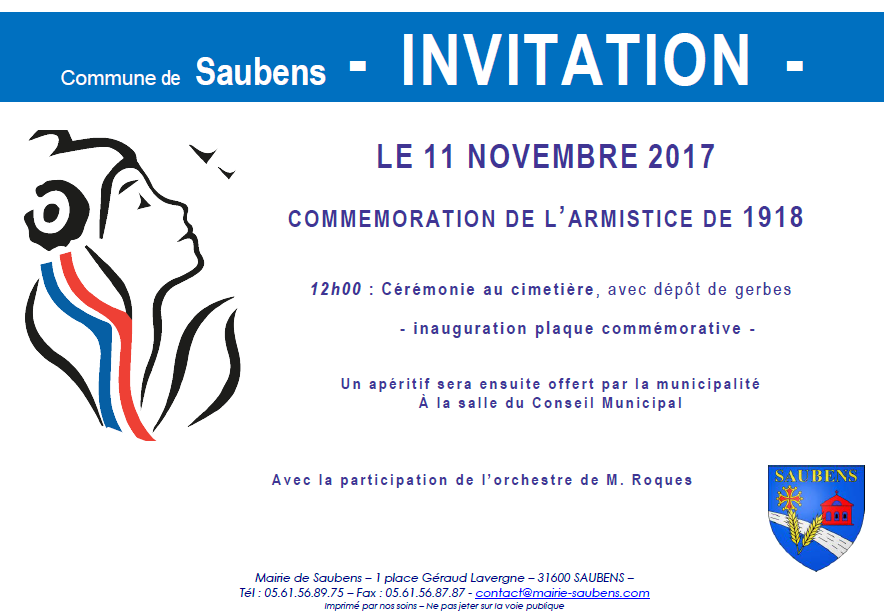 Commune de Saubens - INVITATION -
LE 11 NOVEMBRE 2017
COMMEMORATION DE L'ARMISTICE DE 1918
12h00 : Cérémonie au cimetière, avec dépôt de gerbes
- inauguration plaque commémorative -
Un apéritif sera ensuite offert par la municipalité
À la salle du Conseil Municipal
Avec la participation de l'orchestre de M. Roques
SAUBENS
Mairie de Saubens – 1 place Géraud Lavergne – 31600 SAUBENS –
Tél : 05.61.56.89.75 – Fax : 05.61.56.87.87 - contact@mairie-saubens.com
Imprimé par nos soins – Ne pas jeter sur la voie publique